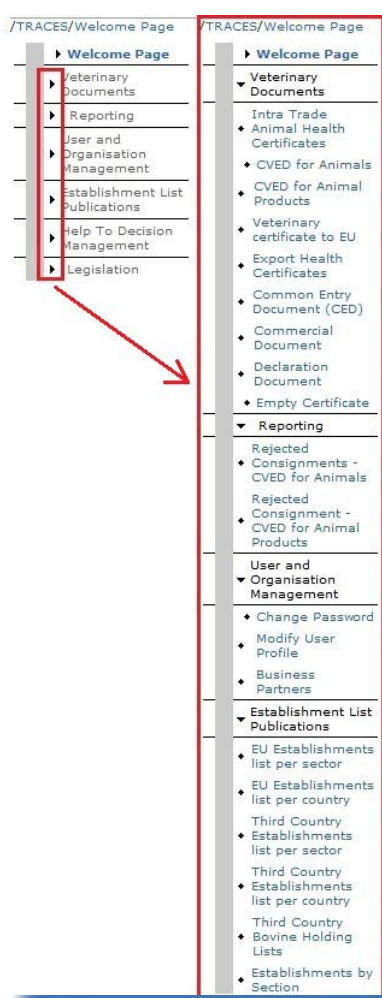 /TRACES/Welcome Page
Welcome Page
Veterinary
Documents
Reporting
User and
Organisation
Management
Establishment List
Publications
Help To Decision
Management
Legislation
/TRACES/Welcome Page
Welcome Page
Veterinary
Documents
Intra Trade
Animal Health
Certificates
CVED for Animals
CVED for Animal
Products
Veterinary
certificate to EU
Export Health
Certificates
Common Entry
Document (CED)
Commercial
Document
Declaration
Document
Empty Certificate
Reporting
Rejected
Consignments -
CVED for Animals
Rejected
Consignment -
CVED for Animal
Products
User and
Organisation
Management
Change Password
Modify User
Profile
Business
Partners
Establishment List
Publications
EU Establishments
list per sector
EU Establishments
list per country
Third Country
Establishments
list per sector
Third Country
Establishments
list per country
Third Country
Bovine Holding
Lists
Establishments by
Section